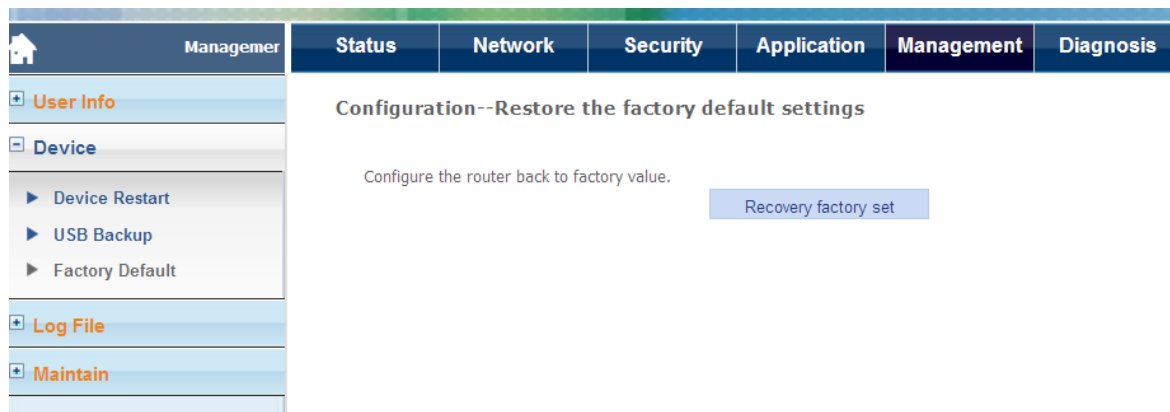 Managemer
Status Network Security Application Management Diagnosis
User Info
Device
Device Restart
USB Backup
Factory Default
Log File
Maintain
Configuration--Restore the factory default settings
Configure the router back to factory value.
Recovery factory set